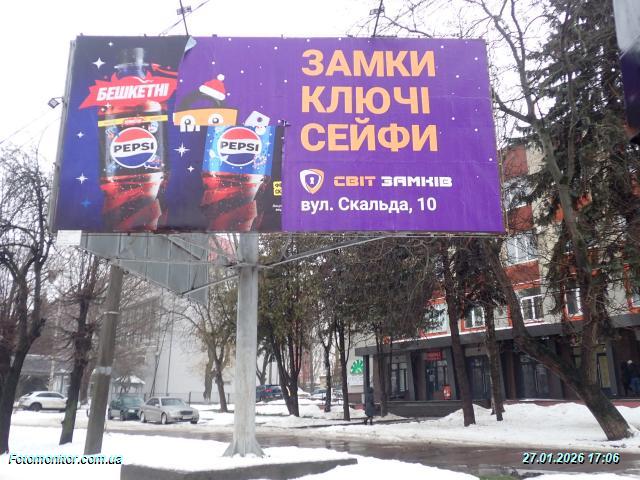 БЕШКЕТНІ
PEPSI
PEPSI
ЗАМКИ
КЛЮЧІ
СЕЙФИ
СВІТ ЗАМКІВ
вул. Скальда, 10
Fotomonitor.com.ua
27.01.2026 17:06